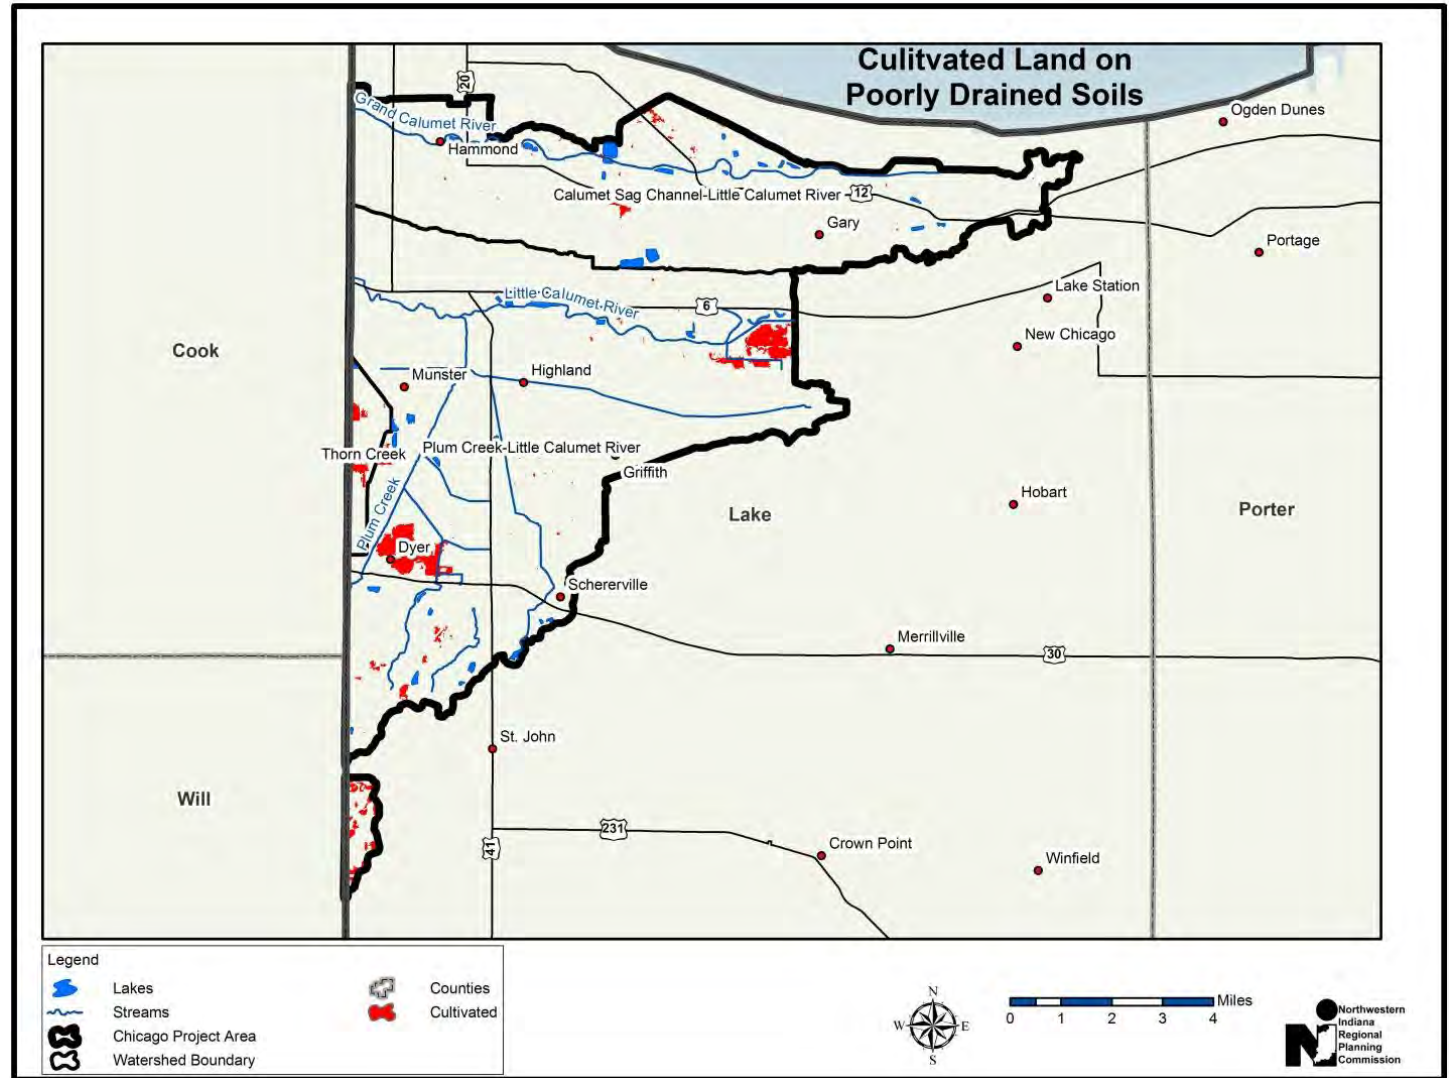 Culitvated Land on
Poorly Drained Soils
20
Ogden Dunes
Grand Calumet River
Hammond
Calumet Sag Channel-Little Calumet River
12
Gary
Portage
Lake Station
Little Calumet River
6
New Chicago
Cook
Munster
Highland
Thorn Creek
Plum Creek-Little Calumet River
Griffith
Plum Creek
Hobart
Lake
Porter
Dyer
Schererville
Merrillville
30
St. John
Will
231
41
Crown Point
Winfield
Legend
Lakes
Counties
Streams
Cultivated
Chicago Project Area
Watershed Boundary
N
W
E
S
Miles
0 1 2 3 4
Northwestern
Indiana
Regional
Planning
Commission